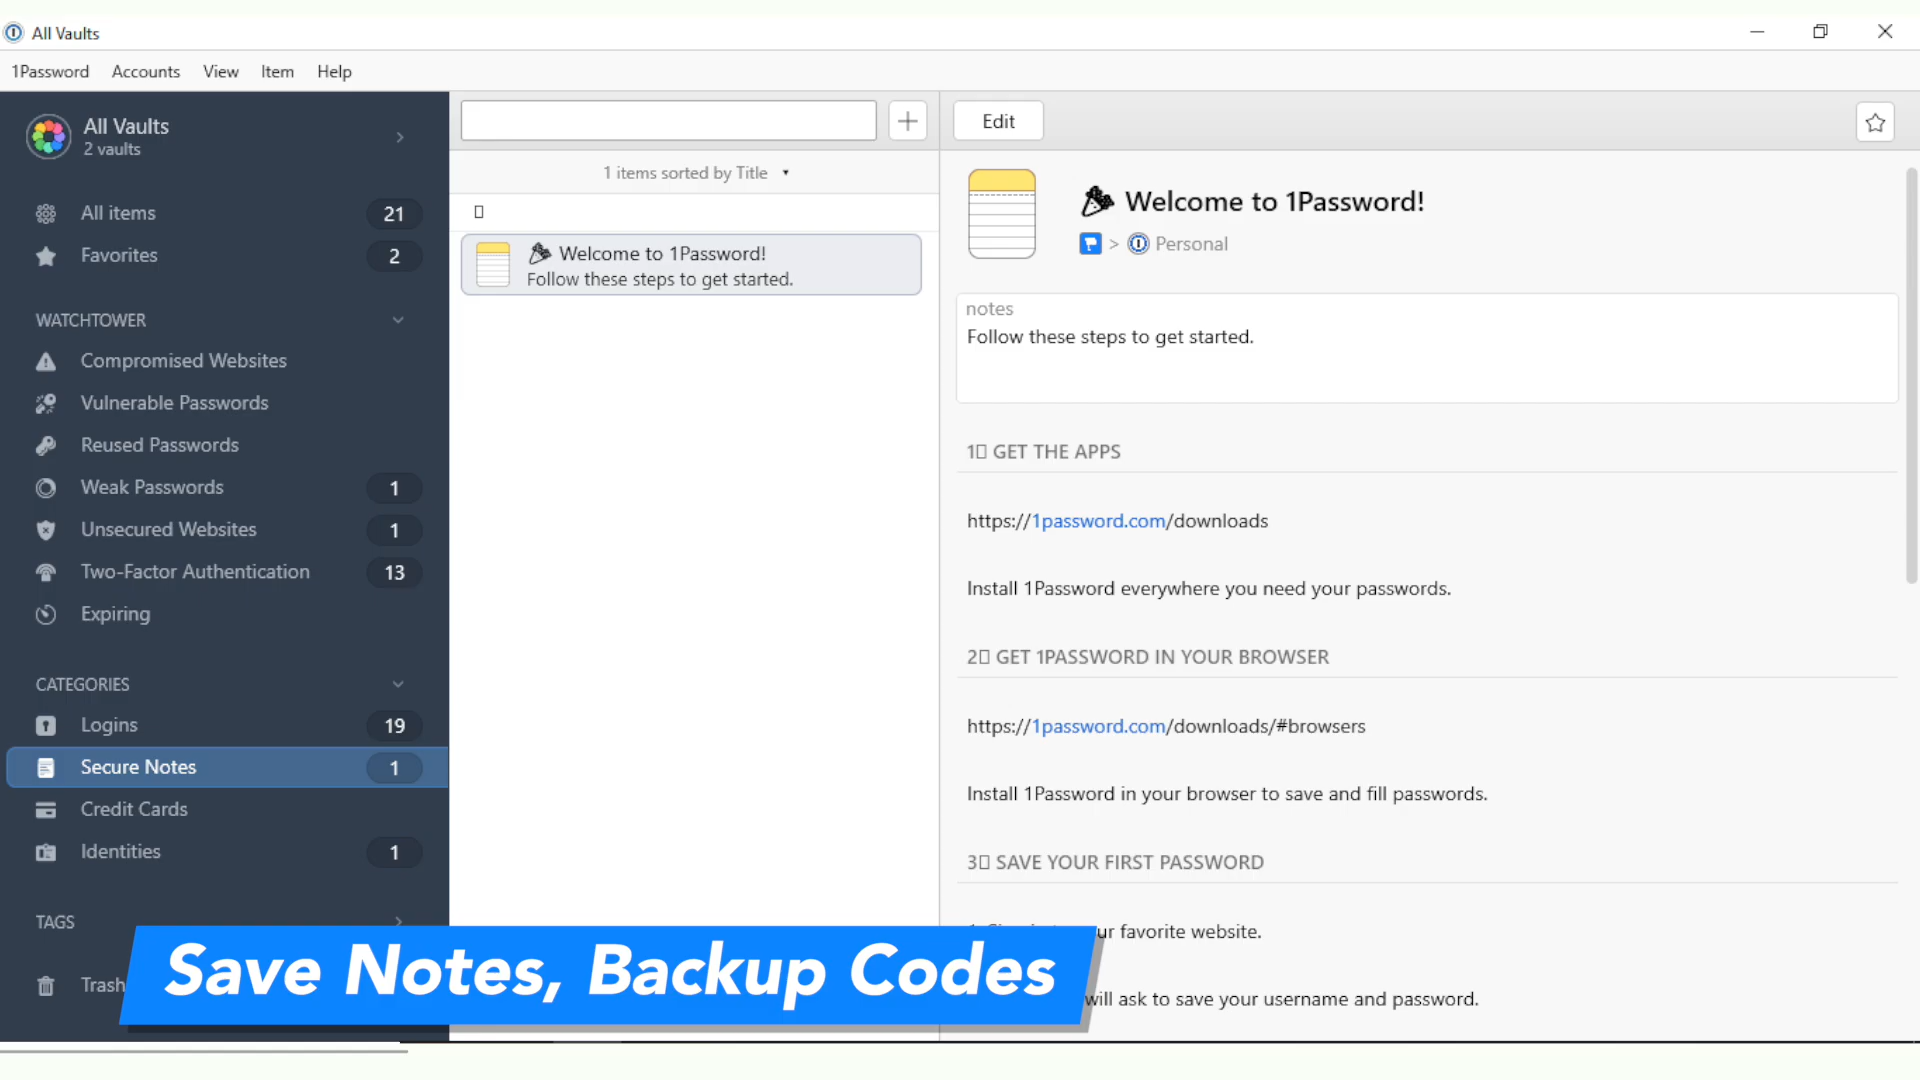 All Vaults
1Password Accounts View Item Help
All Vaults
2 vaults
All items 21
Favorites 2
WATCHTOWER
Compromised Websites
Vulnerable Passwords
Reused Passwords
Weak Passwords 1
Unsecured Websites 1
Two-Factor Authentication 13
Expiring
CATEGORIES
Logins 19
Secure Notes 1
Credit Cards
Identities 1
TAGS
Trash
1 items sorted by Title
Welcome to 1Password!
Follow these steps to get started.
Edit
Welcome to 1Password!
> Personal
notes
Follow these steps to get started.
1 GET THE APPS
https://1password.com/downloads
Install 1Password everywhere you need your passwords.
2 GET 1PASSWORD IN YOUR BROWSER
https://1password.com/downloads/#browsers
Install 1Password in your browser to save and fill passwords.
3 SAVE YOUR FIRST PASSWORD
favorite website.
will ask to save your username and password.
Save Notes, Backup Codes